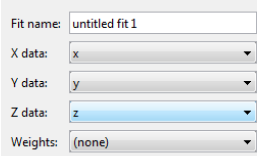 Fit name: untitled fit 1
X data: x
Y data: y
Z data: z
Weights: (none)